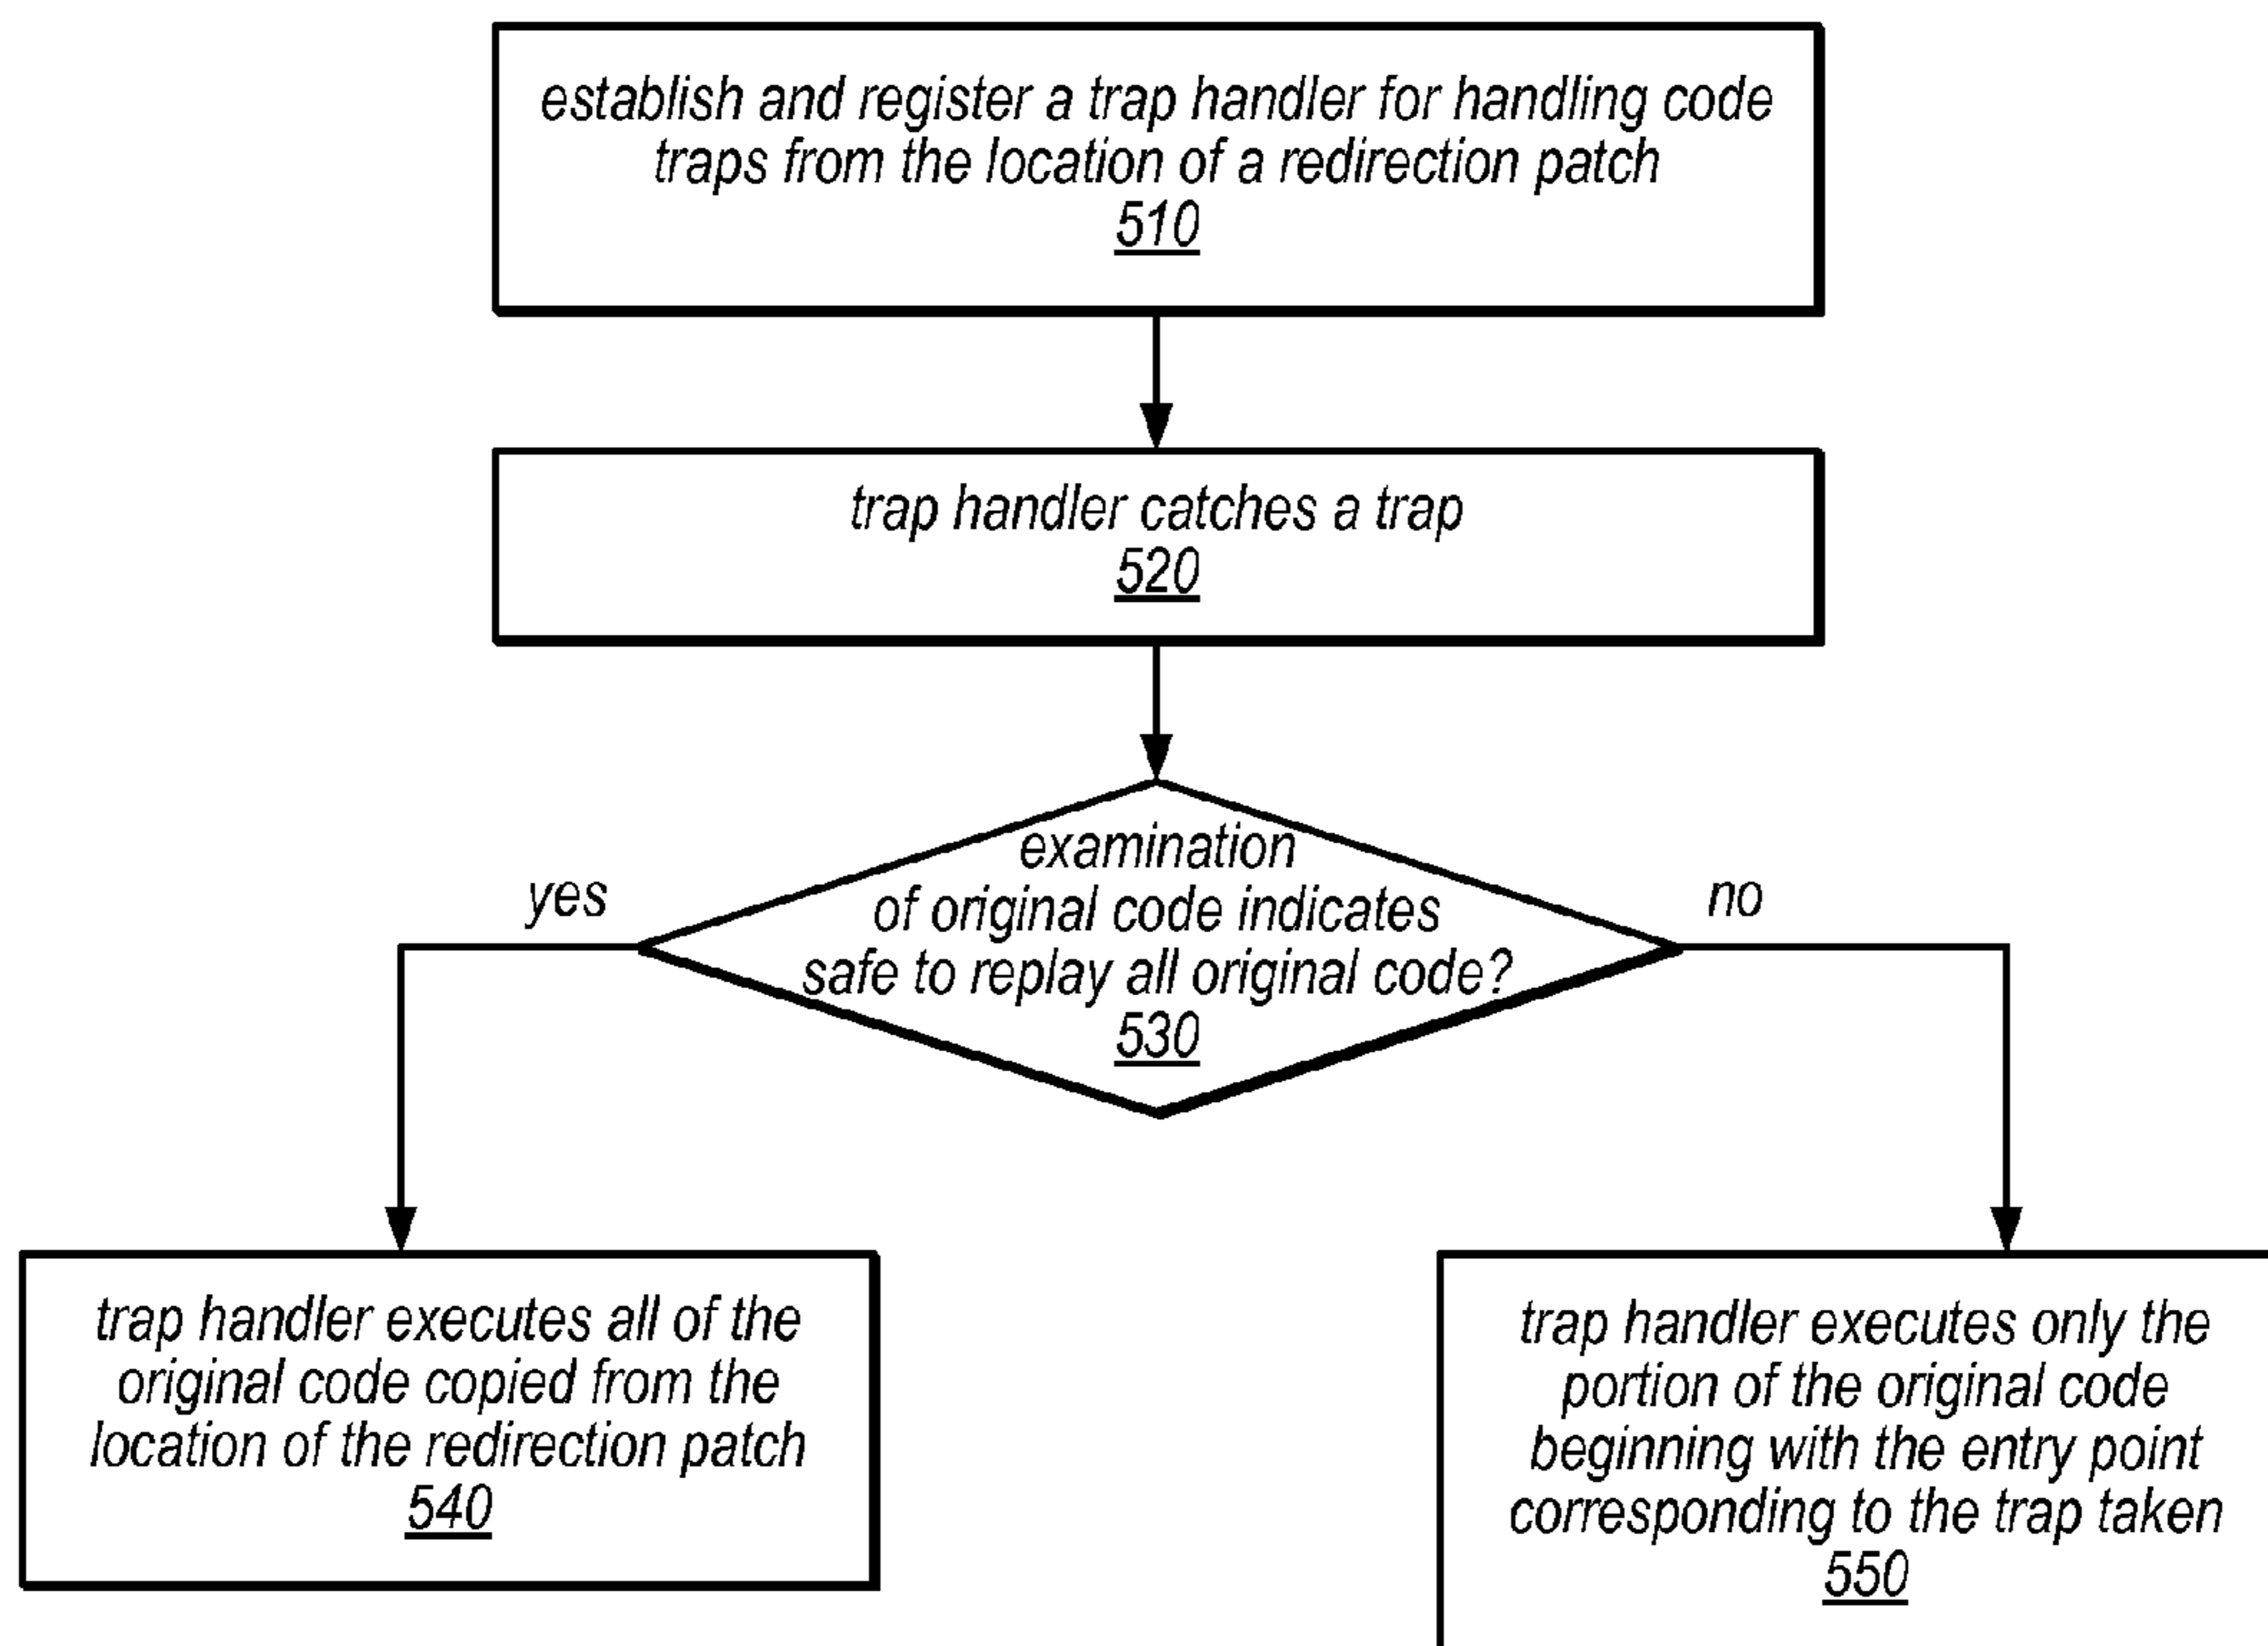 establish and register a trap handler for handling code
traps from the location of a redirection patch
510
trap handler catches a trap
520
examination
of original code indicates
safe to replay all original code?
530
yes
no
trap handler executes all of the
original code copied from the
location of the redirection patch
540
trap handler executes only the
portion of the original code
beginning with the entry point
corresponding to the trap taken
550